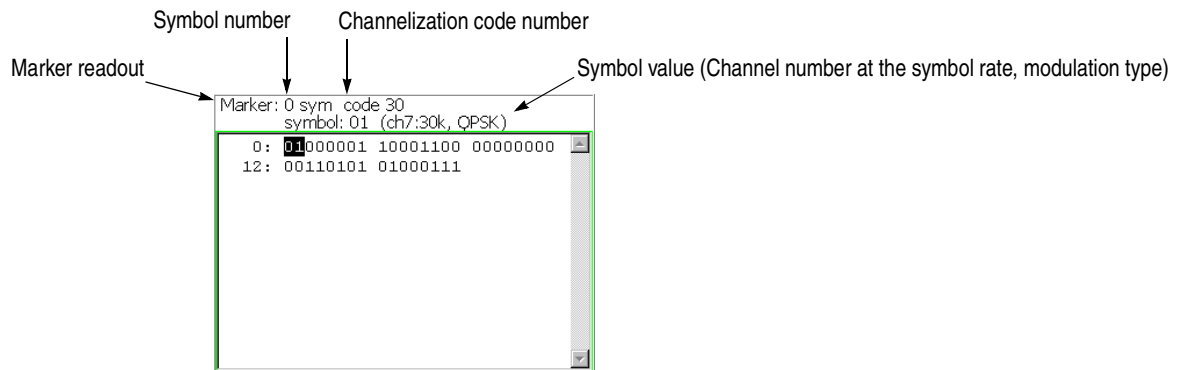 Symbol number Channelization code number
Marker readout Symbol value (Channel number at the symbol rate, modulation type)
Marker: 0 sym code 30
symbol: 01 (ch7:30k, QPSK)
0: 01000001 10001100 00000000
12: 00110101 01000111